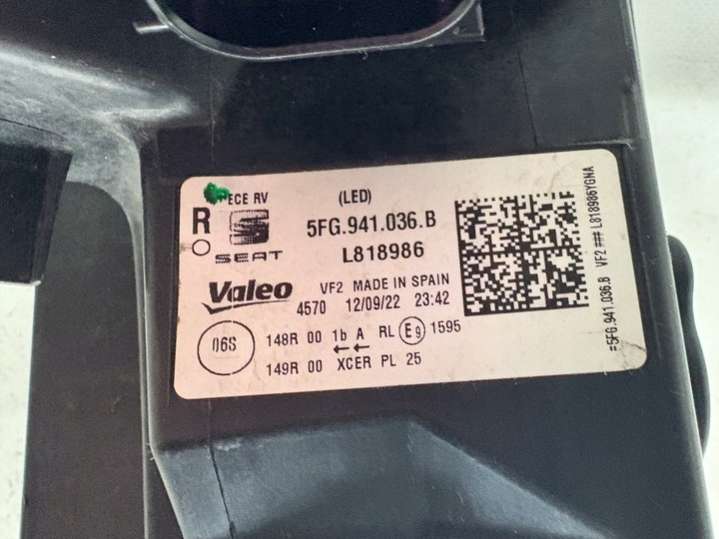 ECE RV (LED)
R SEAT 5FG.941.036.B
L818986
Valeo VF2 MADE IN SPAIN
4570 12/09/22 23:42
06S 148R 00 1b A RL E9 1595
←←
149R 00 XCER PL 25
=5FG.941.036.B VF2 ### L818986YGNA